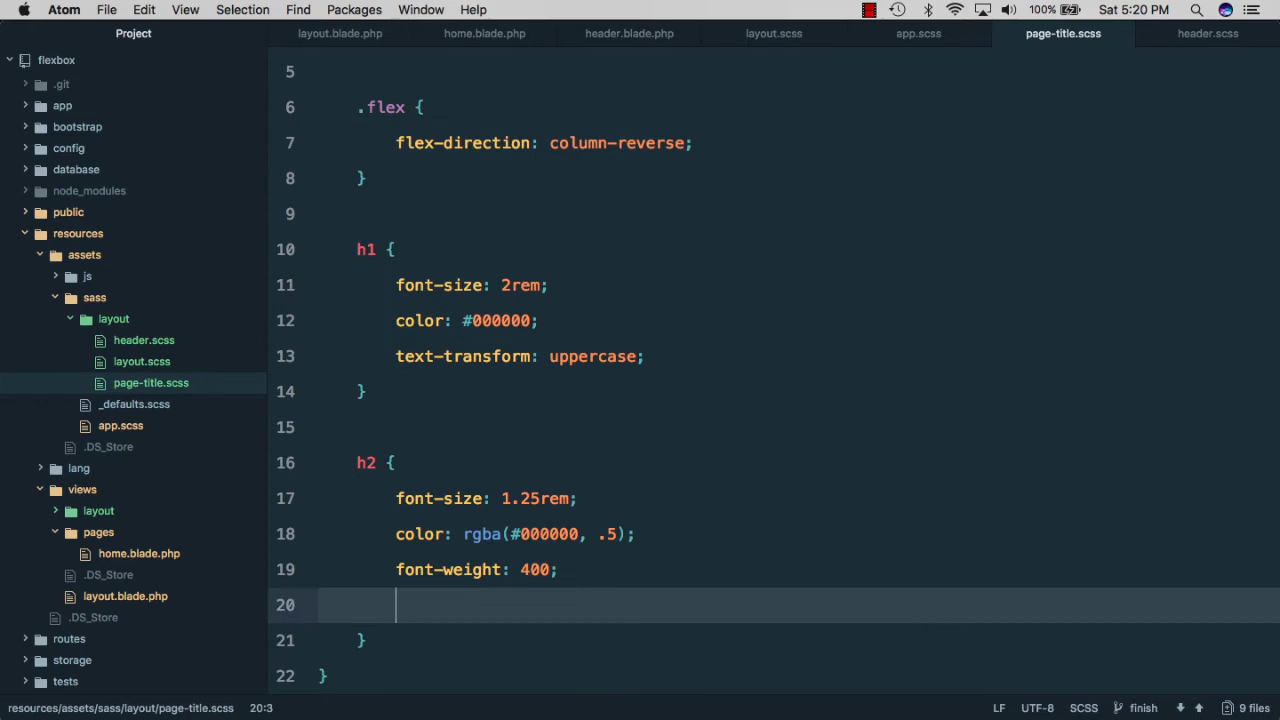 Atom File Edit View Selection Find Packages Window Help 100% Sat 5:20 PM
Project
layout.blade.php home.blade.php header.blade.php layout.scss app.scss page-title.scss header.scss
flexbox
.git
app
bootstrap
config
database
node_modules
public
resources
assets
js
sass
layout
header.scss
layout.scss
page-title.scss
_defaults.scss
app.scss
.DS_Store
lang
views
layout
pages
home.blade.php
.DS_Store
layout.blade.php
.DS_Store
routes
storage
tests
5
6 .flex {
7 flex-direction: column-reverse;
8 }
9
10 h1 {
11 font-size: 2rem;
12 color: #000000;
13 text-transform: uppercase;
14 }
15
16 h2 {
17 font-size: 1.25rem;
18 color: rgba(#000000, .5);
19 font-weight: 400;
20
21 }
22 }
resources/assets/sass/layout/page-title.scss 20:3 LF UTF-8 SCSS finish 9 files